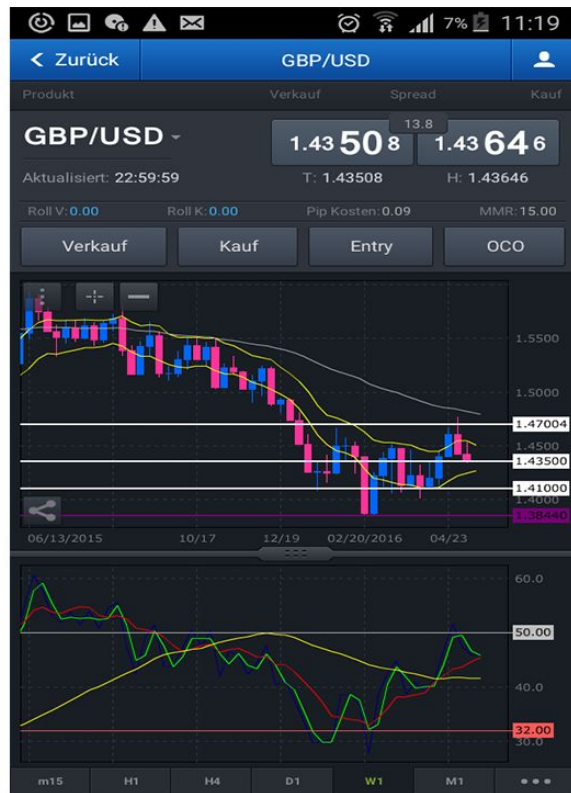 7% 11:19
Zurück GBP/USD
Produkt Verkauf Spread Kauf
13.8
GBP/USD 1.43 50 8 1.43 64 6
Aktualisiert: 22:59:59 T: 1.43508 H: 1.43646
Roll V: 0.00 Roll K: 0.00 Pip Kosten: 0.09 MMR: 15.00
Verkauf Kauf Entry OCO
1.5500
1.5000
1.47004
1.4500
1.43500
1.41000
1.4000
1.38440
06/13/2015 10/17 12/19 02/20/2016 04/23
60.0
50.00
40.0
32.00
30.0
m15 H1 H4 D1 W1 M1